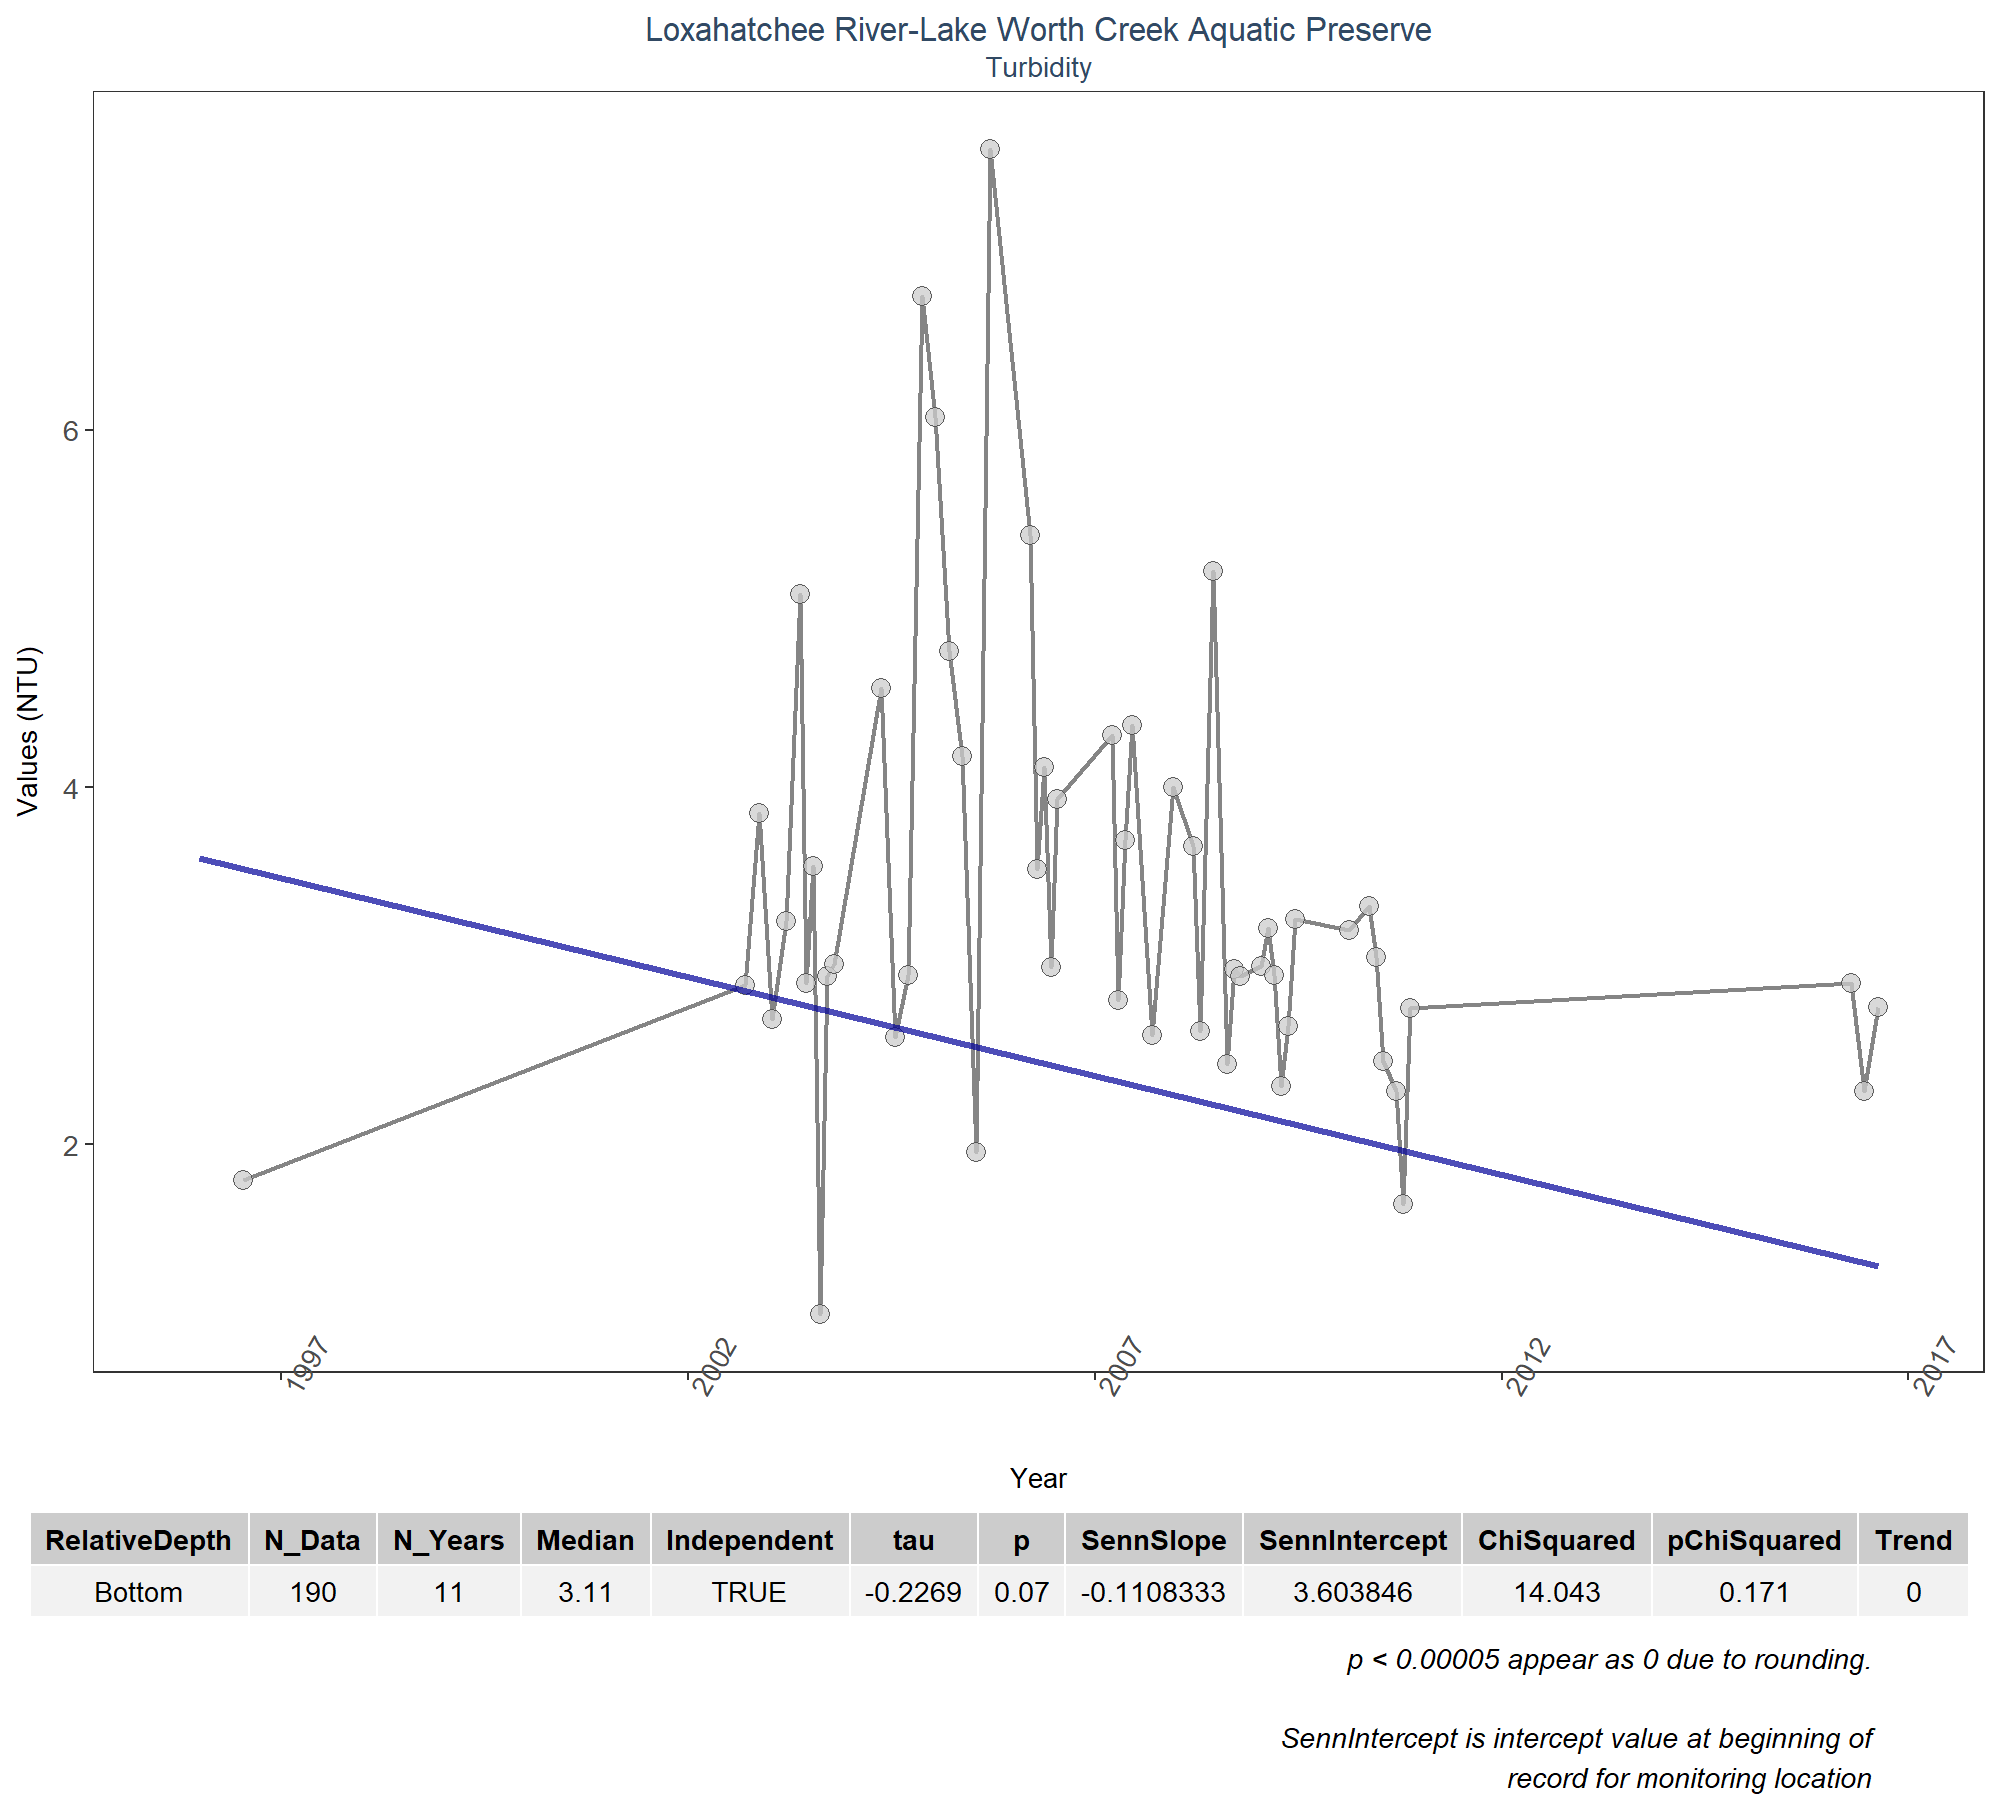 Loxahatchee River-Lake Worth Creek Aquatic Preserve
Turbidity
Values (NTU)
6
4
2
1997
2002
2007
2012
2017
Year
RelativeDepth N_Data N_Years Median Independent tau p SennSlope SennIntercept ChiSquared pChiSquared Trend
Bottom 190 11 3.11 TRUE -0.2269 0.07 -0.1108333 3.603846 14.043 0.171 0
p < 0.00005 appear as 0 due to rounding.
SennIntercept is intercept value at beginning of
record for monitoring location